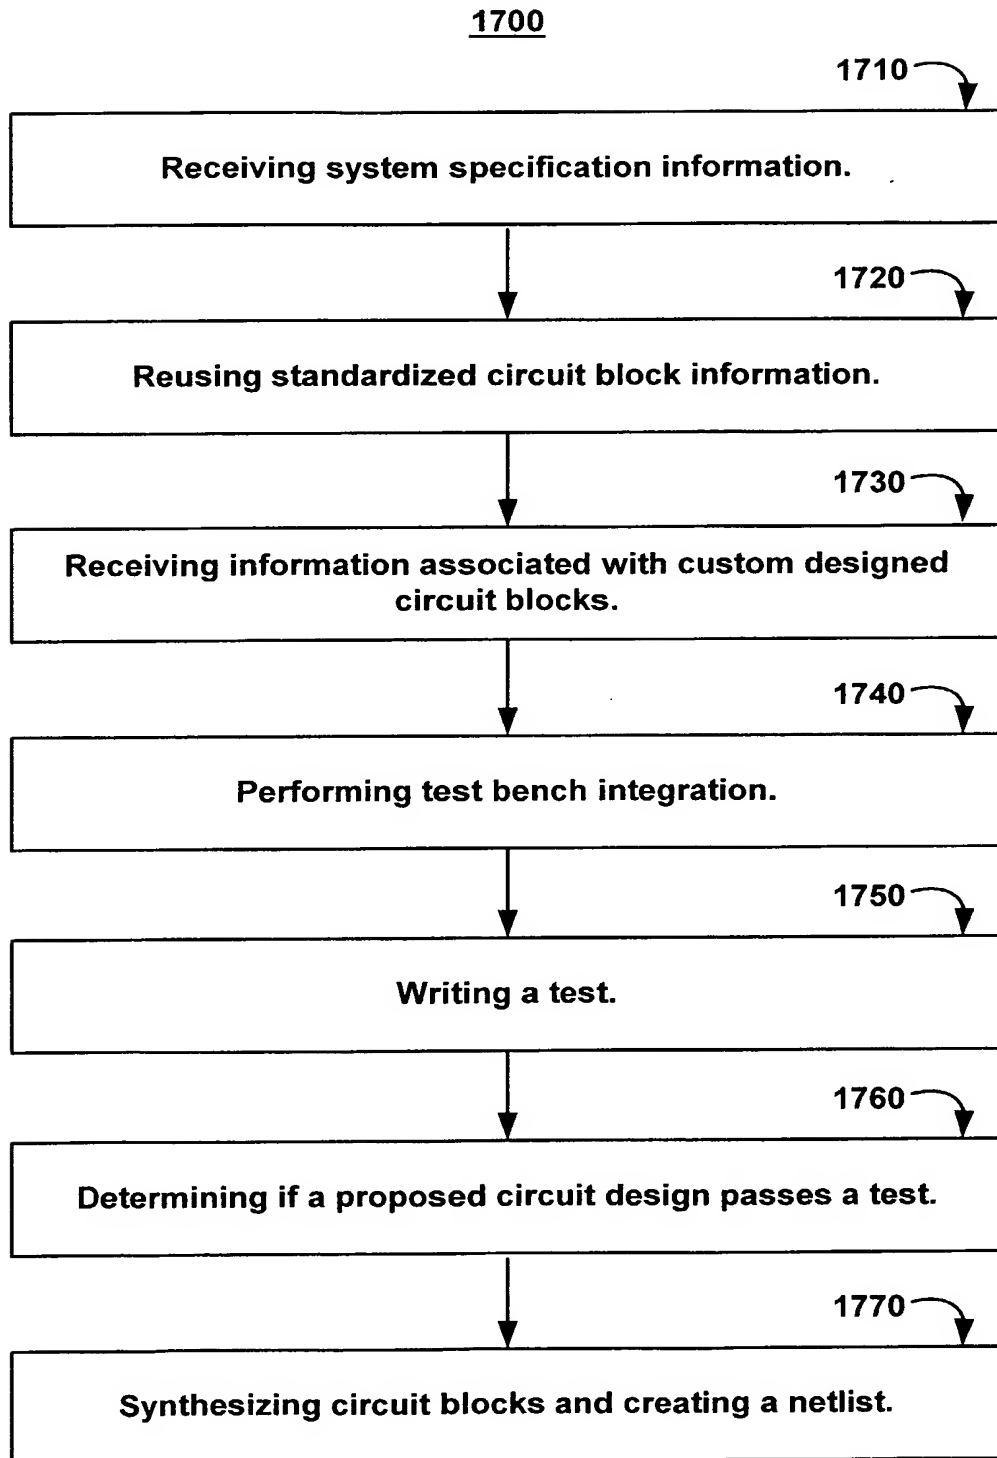 1700
1710
Receiving system specification information.
1720
Reusing standardized circuit block information.
1730
Receiving information associated with custom designed
circuit blocks.
1740
Performing test bench integration.
1750
Writing a test.
1760
Determining if a proposed circuit design passes a test.
1770
Synthesizing circuit blocks and creating a netlist.